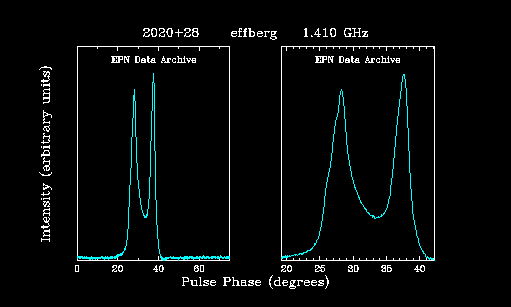 2020+28 effberg 1.410 GHz
EPN Data Archive EPN Data Archive
Intensity (arbitrary units)
0 20 40 60 20 25 30 35 40
Pulse Phase (degrees)